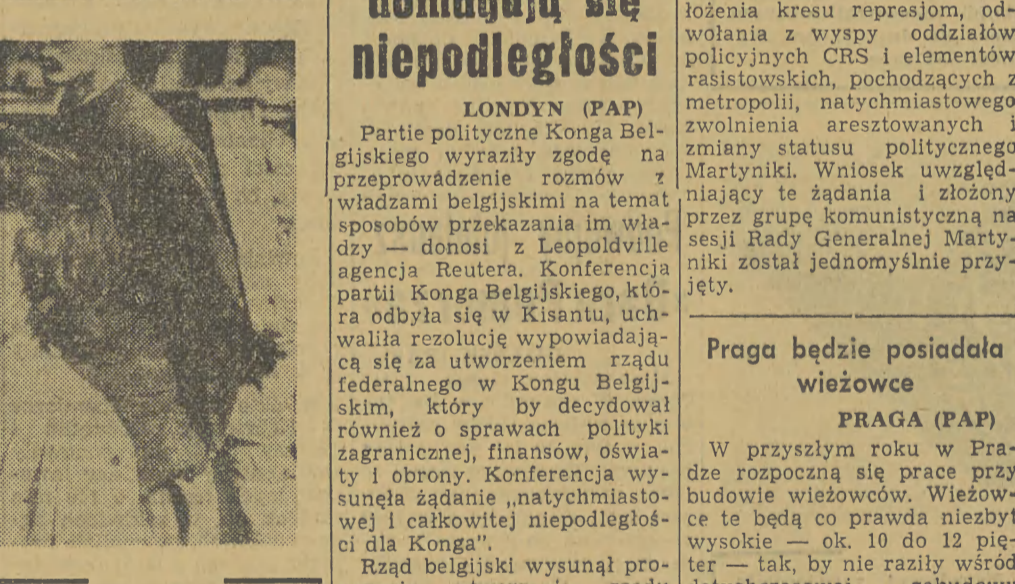 domagają się
niepodległości
LONDYN (PAP)
Partie polityczne Konga Bel-
gijskiego wyraziły zgodę na
przeprowadzenie rozmów z
władzami belgijskimi na temat
sposobów przekazania im wła-
dzy — donosi z Leopoldville
agencja Reutera. Konferencja
partii Konga Belgijskiego, któ-
ra odbyła się w Kisantu, uch-
waliła rezolucję wypowiadają-
cą się za utworzeniem rządu
federalnego w Kongu Belgij-
skim, który by decydował
również o sprawach polityki
zagranicznej, finansów, oświa-
ty i obrony. Konferencja wy-
sunęła żądanie „natychmiasto-
wej i całkowitej niepodległoś-
ci dla Konga”.
Rząd belgijski wysunął pro-
łożenia kresu represjom, od-
wołania z wyspy oddziałów
policyjnych CRS i elementów
rasistowskich, pochodzących z
metropolii, natychmiastowego
zwolnienia aresztowanych i
zmiany statusu politycznego
Martyniki. Wniosek uwzględ-
niający te żądania i złożony
przez grupę komunistyczną na
sesji Rady Generalnej Marty-
niki został jednomyślnie przy-
jęty.
Praga będzie posiadała
wieżowce
PRAGA (PAP)
W przyszłym roku w Pra-
dze rozpoczną się prace przy
budowie wieżowców. Wieżow-
ce te będą co prawda niezbyt
wysokie — ok. 10 do 12 pię-
ter — tak, by nie raziły wśród